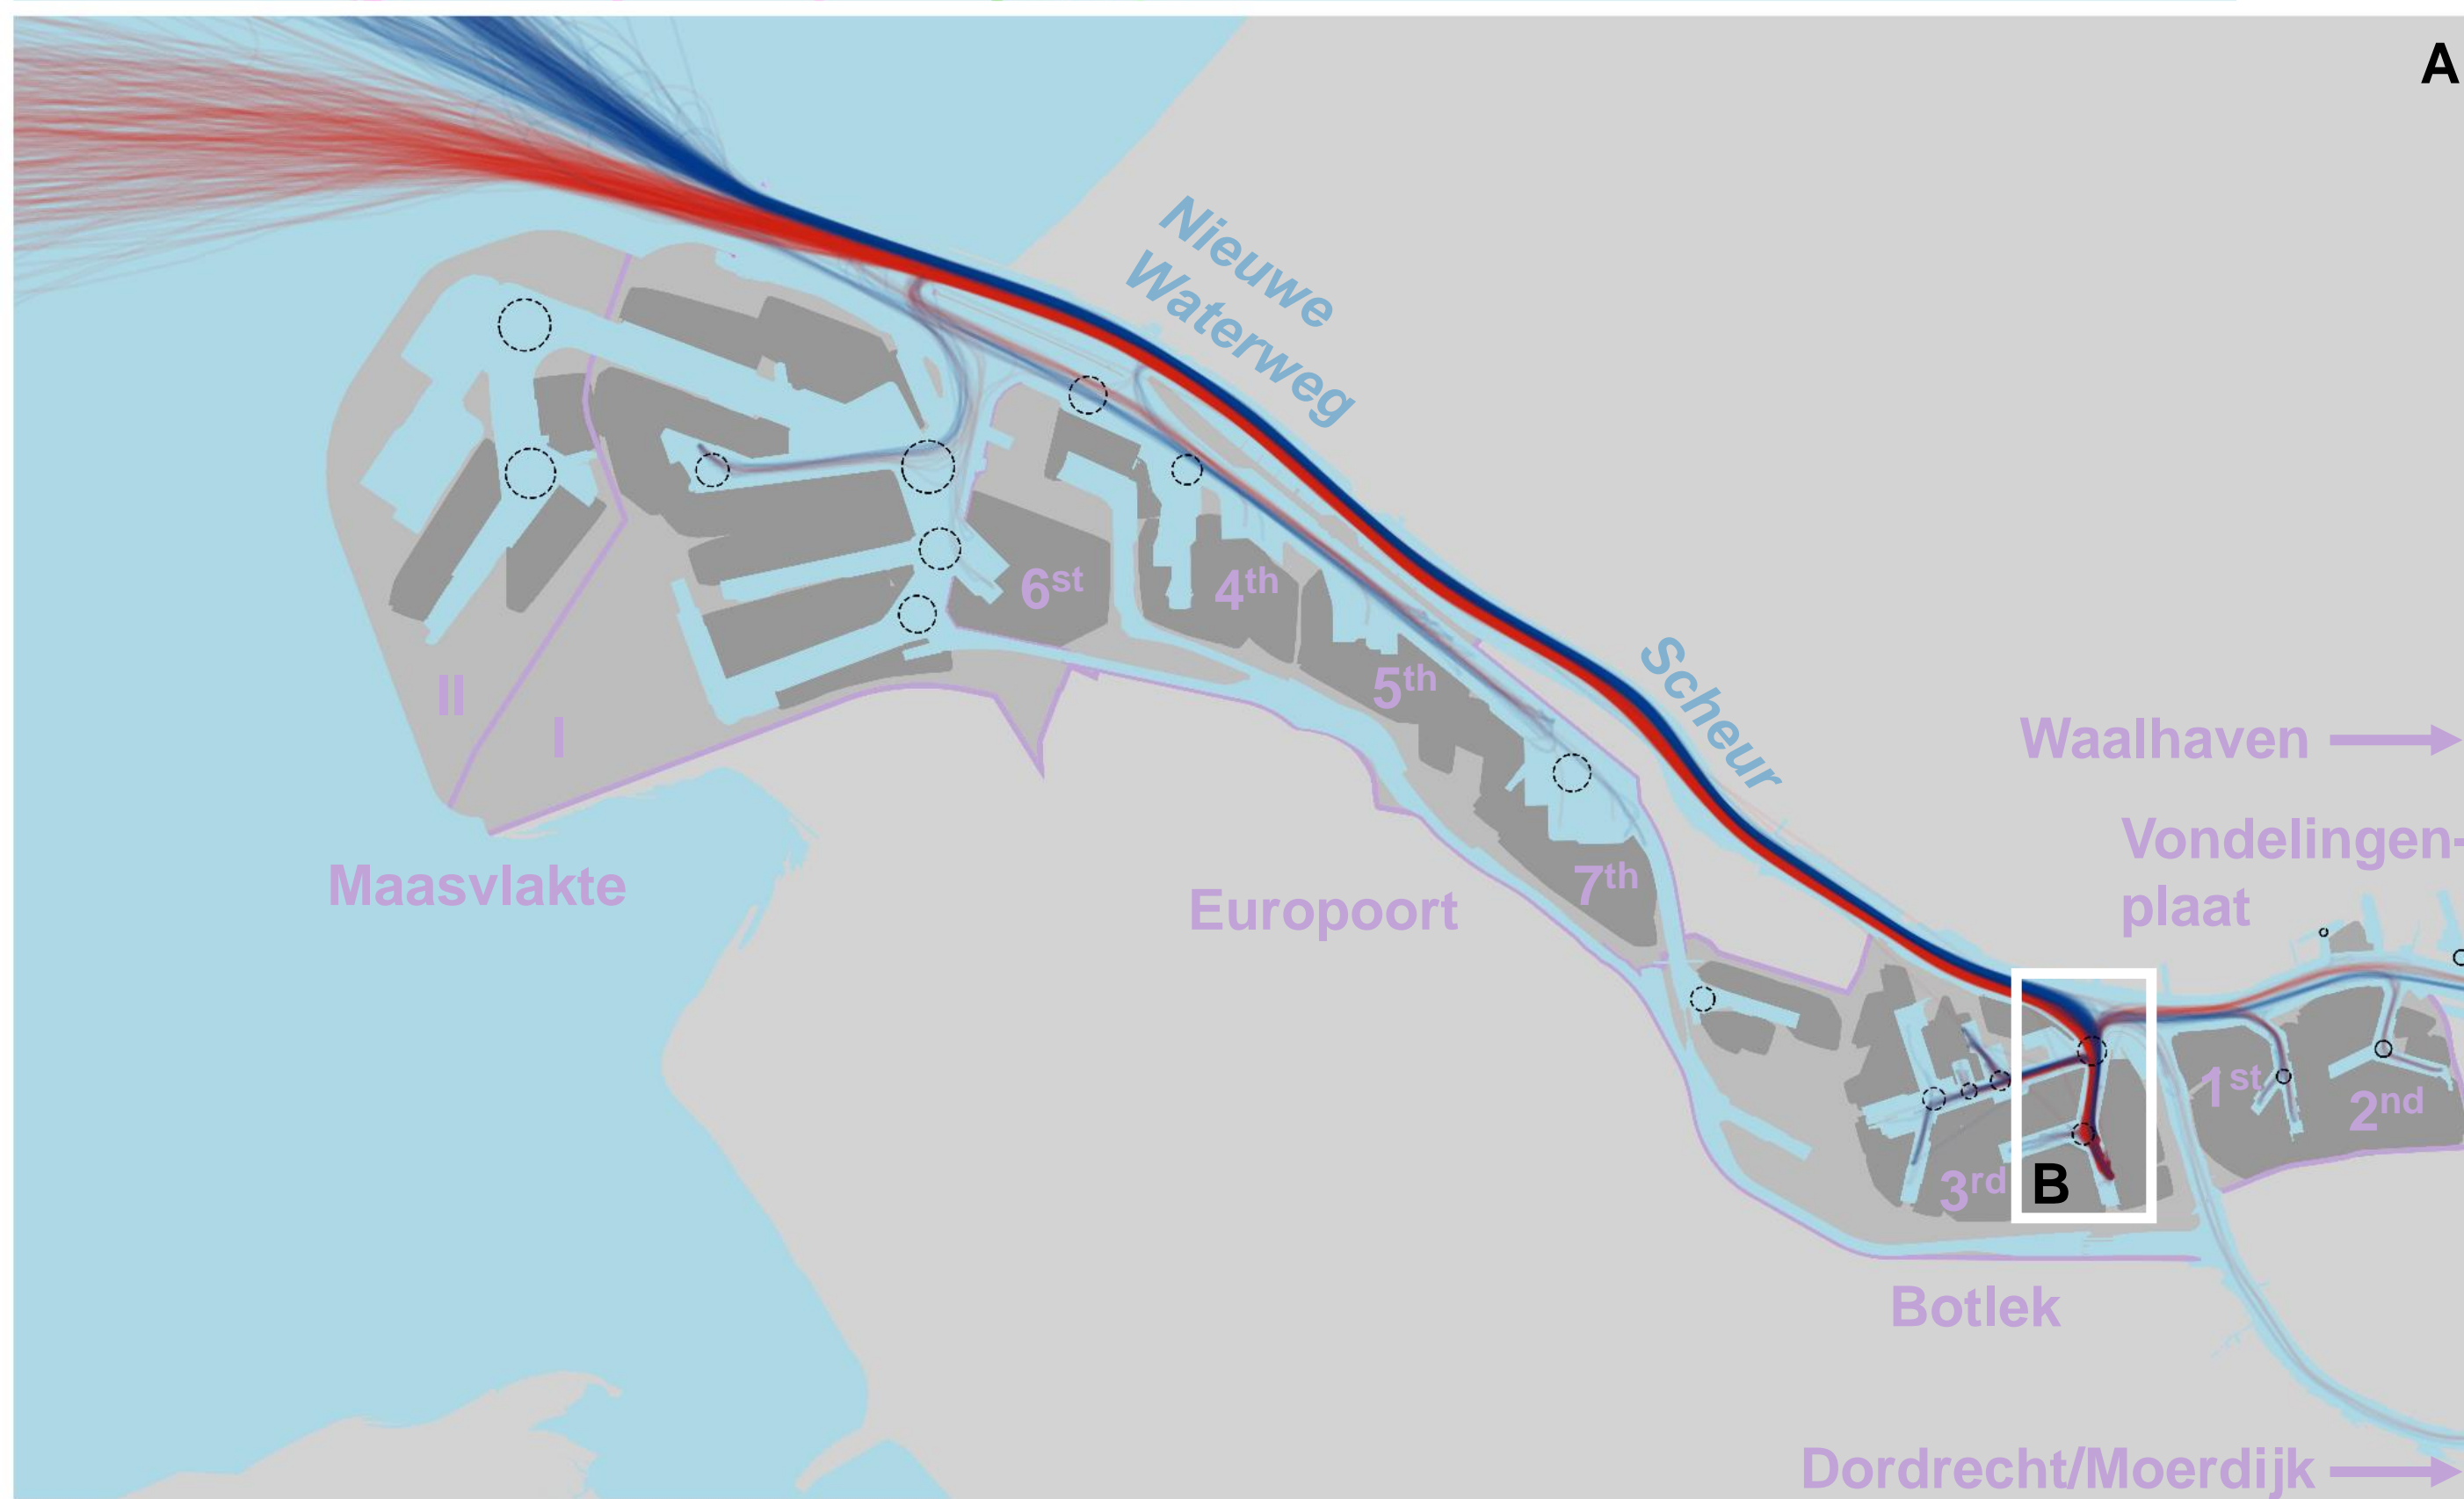 A
Nieuwe
Waterweg
6st
4th
5th
Scheur
II
I
Waalhaven
Vondelingen-
plaat
Maasvlakte
Europoort
7th
1st
2nd
3rd
B
Botlek
Dordrecht/Moerdijk